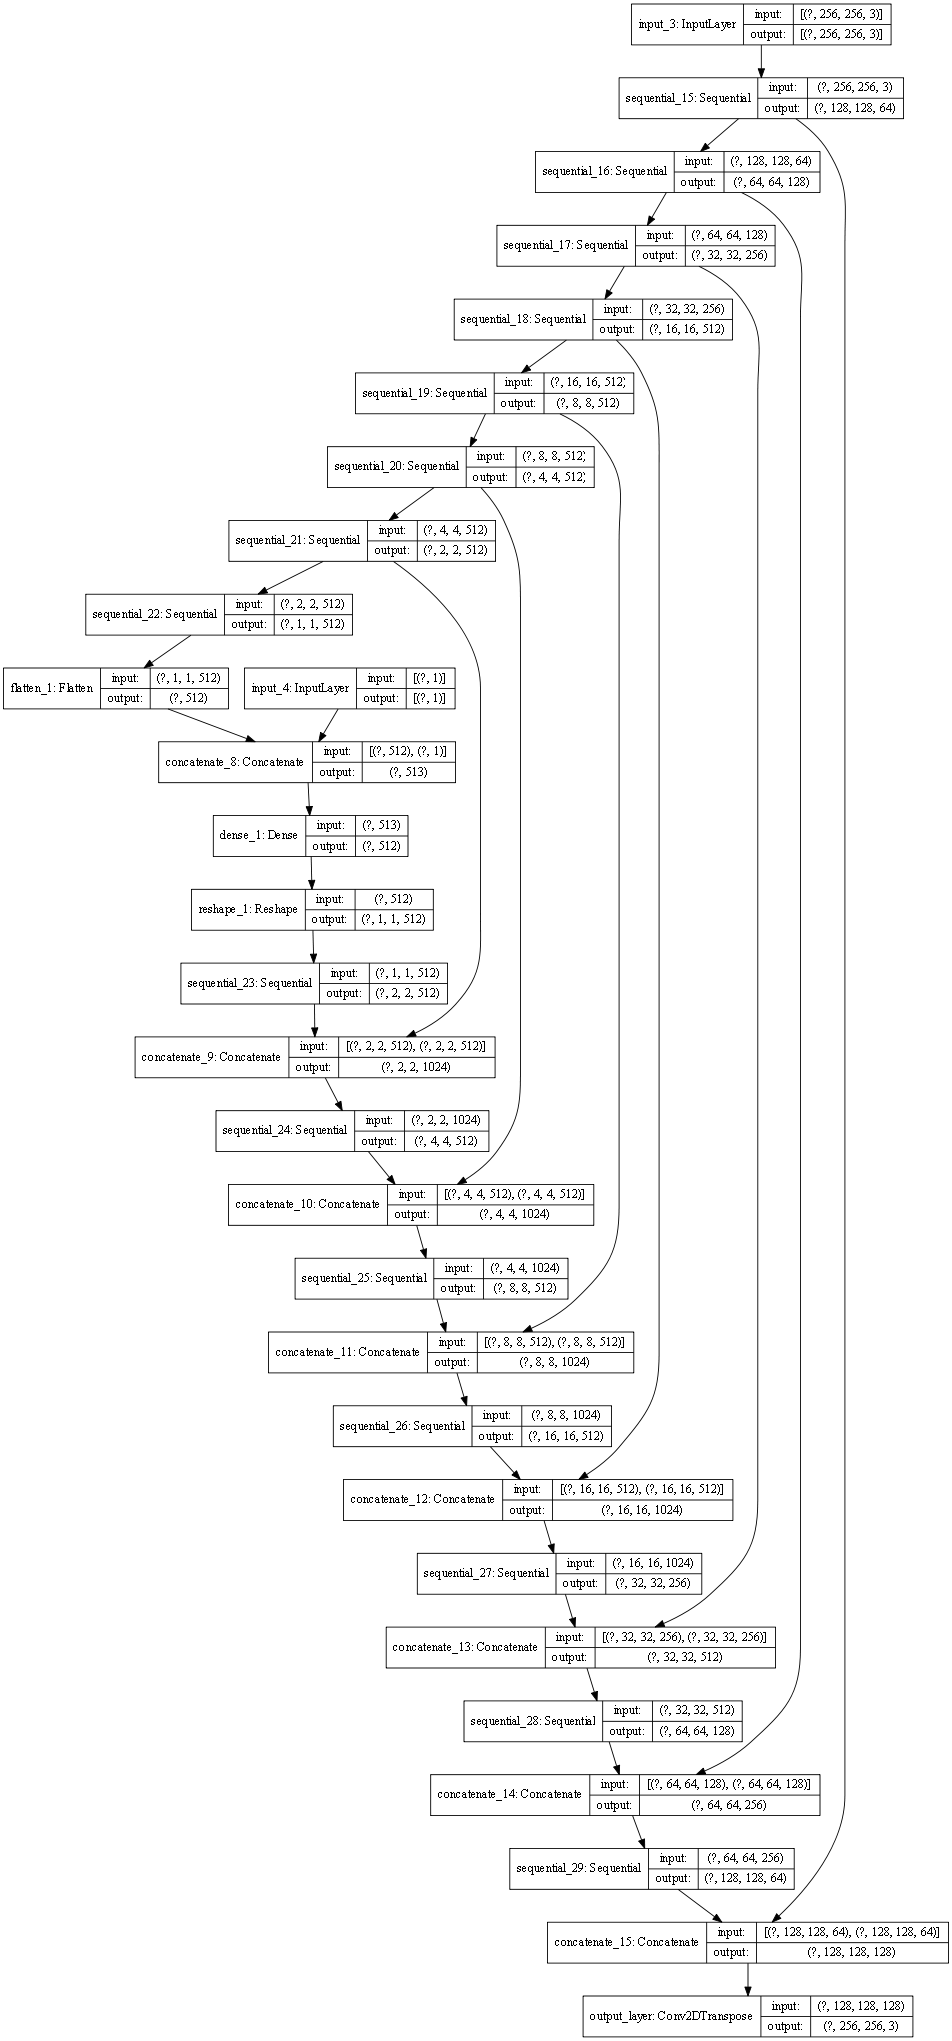 input_3: InputLayer input: [(?, 256, 256, 3)]
output: [(?, 256, 256, 3)]
sequential_15: Sequential input: (?, 256, 256, 3)
output: (?, 128, 128, 64)
sequential_16: Sequential input: (?, 128, 128, 64)
output: (?, 64, 64, 128)
sequential_17: Sequential input: (?, 64, 64, 128)
output: (?, 32, 32, 256)
sequential_18: Sequential input: (?, 32, 32, 256)
output: (?, 16, 16, 512)
sequential_19: Sequential input: (?, 16, 16, 512)
output: (?, 8, 8, 512)
sequential_20: Sequential input: (?, 8, 8, 512)
output: (?, 4, 4, 512)
sequential_21: Sequential input: (?, 4, 4, 512)
output: (?, 2, 2, 512)
sequential_22: Sequential input: (?, 2, 2, 512)
output: (?, 1, 1, 512)
flatten_1: Flatten input: (?, 1, 1, 512)
output: (?, 512)
input_4: InputLayer input: [(?, 1)]
output: [(?, 1)]
concatenate_8: Concatenate input: [(?, 512), (?, 1)]
output: (?, 513)
dense_1: Dense input: (?, 513)
output: (?, 512)
reshape_1: Reshape input: (?, 512)
output: (?, 1, 1, 512)
sequential_23: Sequential input: (?, 1, 1, 512)
output: (?, 2, 2, 512)
concatenate_9: Concatenate input: [(?, 2, 2, 512), (?, 2, 2, 512)]
output: (?, 2, 2, 1024)
sequential_24: Sequential input: (?, 2, 2, 1024)
output: (?, 4, 4, 512)
concatenate_10: Concatenate input: [(?, 4, 4, 512), (?, 4, 4, 512)]
output: (?, 4, 4, 1024)
sequential_25: Sequential input: (?, 4, 4, 1024)
output: (?, 8, 8, 512)
concatenate_11: Concatenate input: [(?, 8, 8, 512), (?, 8, 8, 512)]
output: (?, 8, 8, 1024)
sequential_26: Sequential input: (?, 8, 8, 1024)
output: (?, 16, 16, 512)
concatenate_12: Concatenate input: [(?, 16, 16, 512), (?, 16, 16, 512)]
output: (?, 16, 16, 1024)
sequential_27: Sequential input: (?, 16, 16, 1024)
output: (?, 32, 32, 256)
concatenate_13: Concatenate input: [(?, 32, 32, 256), (?, 32, 32, 256)]
output: (?, 32, 32, 512)
sequential_28: Sequential input: (?, 32, 32, 512)
output: (?, 64, 64, 128)
concatenate_14: Concatenate input: [(?, 64, 64, 128), (?, 64, 64, 128)]
output: (?, 64, 64, 256)
sequential_29: Sequential input: (?, 64, 64, 256)
output: (?, 128, 128, 64)
concatenate_15: Concatenate input: [(?, 128, 128, 64), (?, 128, 128, 64)]
output: (?, 128, 128, 128)
output_layer: Conv2DTranspose input: (?, 128, 128, 128)
output: (?, 256, 256, 3)